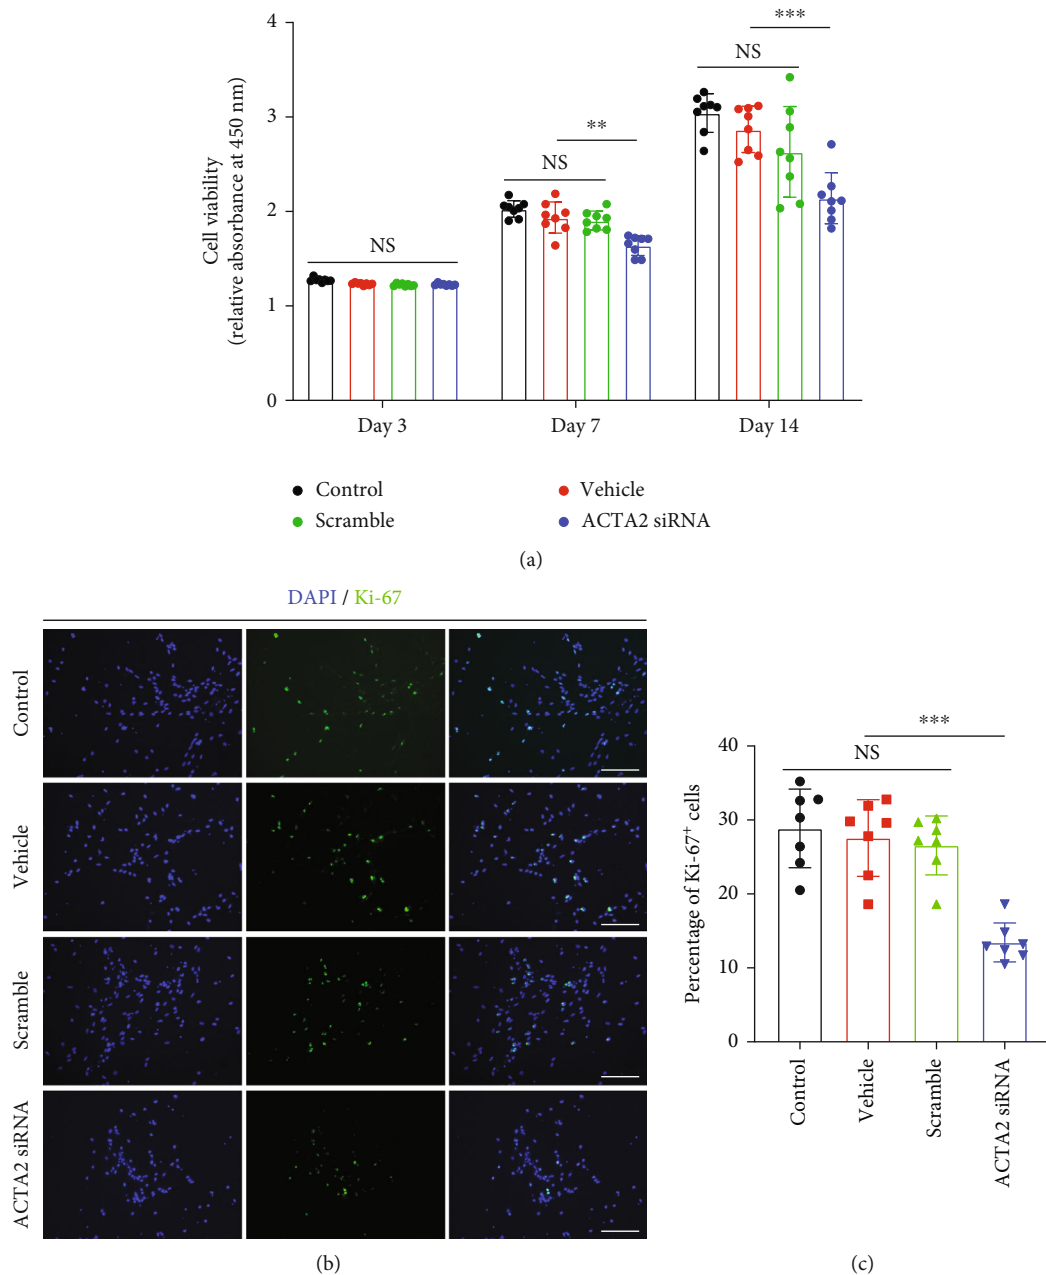 Cell viability
(relative absorbance at 450 nm)
4
3
2
1
0
NS
NS
**
NS
***
Day 3
Day 7
Day 14
Control
Vehicle
Scramble
ACTA2 siRNA
(a)
DAPI / Ki-67
Control
Vehicle
Scramble
ACTA2 siRNA
(b)
Percentage of Ki-67+ cells
40
30
20
10
0
***
NS
Control
Vehicle
Scramble
ACTA2 siRNA
(c)